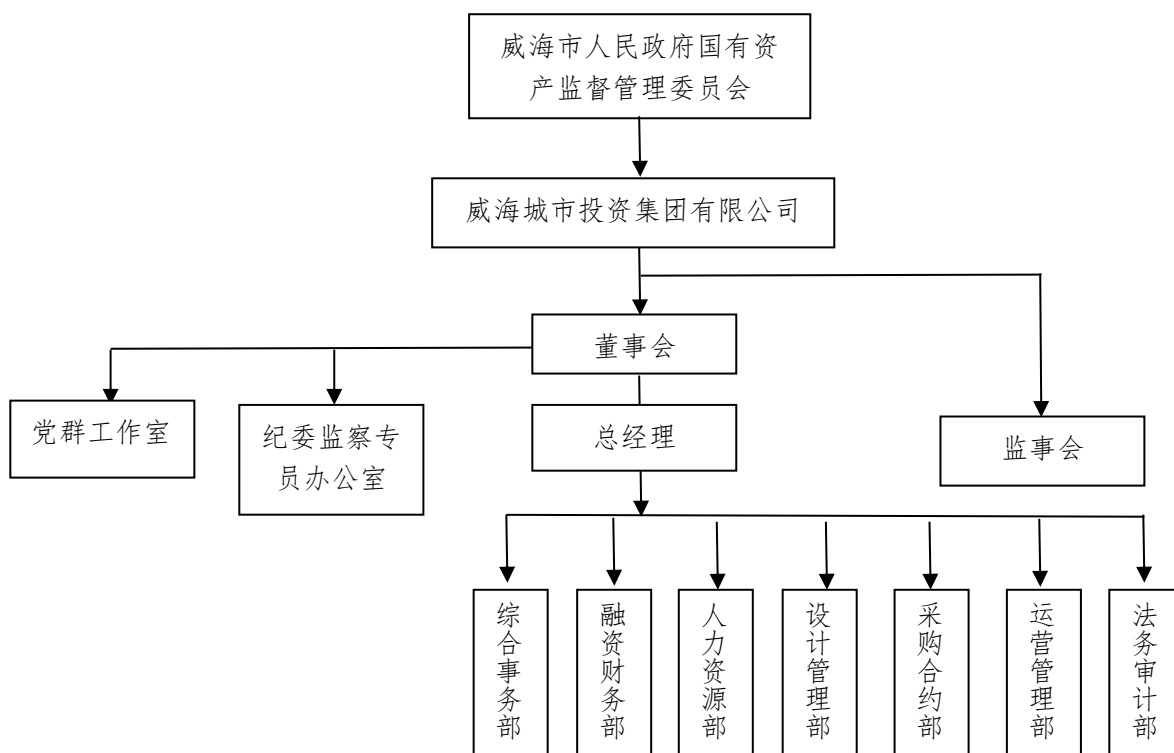 威海市人民政府国有资
产监督管理委员会
威海城市投资集团有限公司
董事会
党群工作室
纪委监察专
员办公室
总经理
监事会
综合事务部
融资财务部
人力资源部
设计管理部
采购合约部
运营管理部
法务审计部